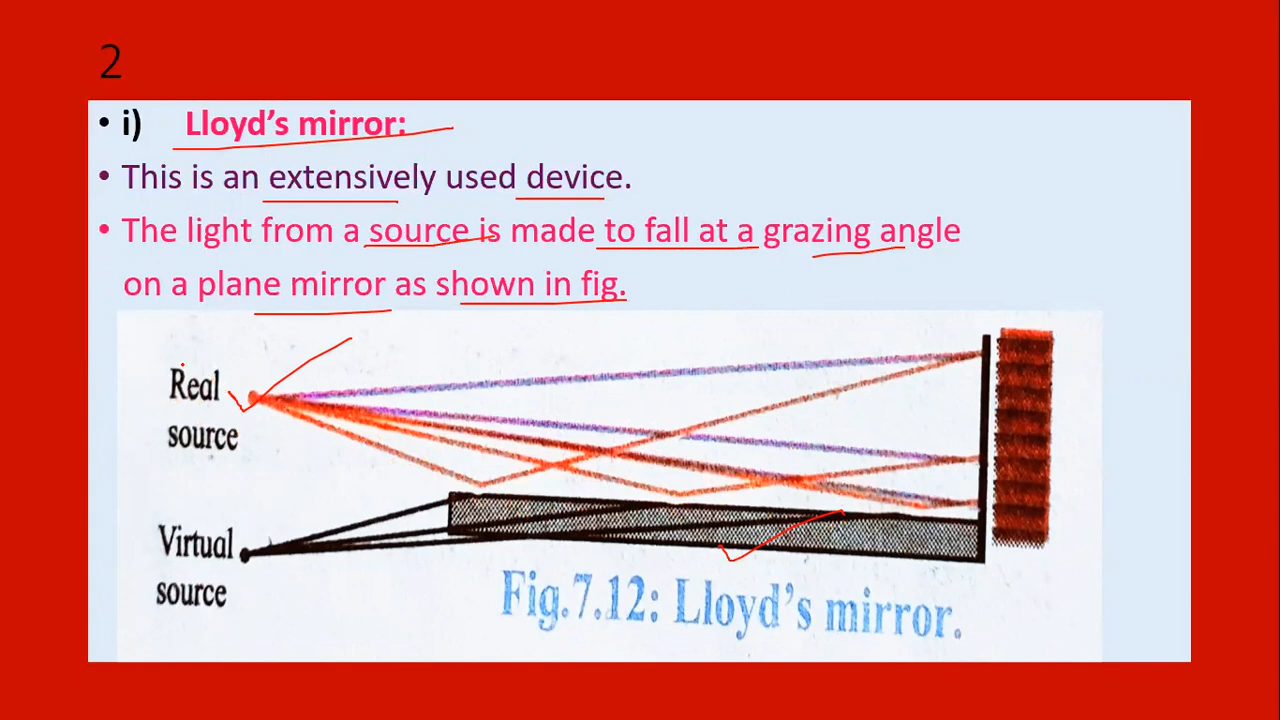 2
• i) Lloyd's mirror:
• This is an extensively used device.
• The light from a source is made to fall at a grazing angle
on a plane mirror as shown in fig.
Real
source
Virtual
source
Fig.7.12: Lloyd's mirror.